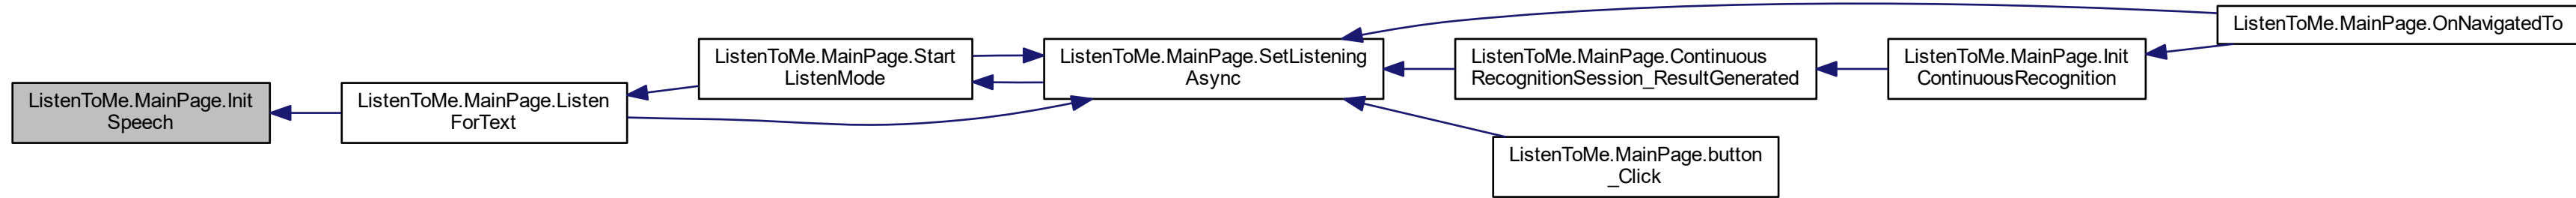 ListenToMe.MainPage.Init
Speech
ListenToMe.MainPage.Listen
ForText
ListenToMe.MainPage.Start
ListenMode
ListenToMe.MainPage.SetListening
Async
ListenToMe.MainPage.Continuous
RecognitionSession_ResultGenerated
ListenToMe.MainPage.button
_Click
ListenToMe.MainPage.Init
ContinuousRecognition
ListenToMe.MainPage.OnNavigatedTo